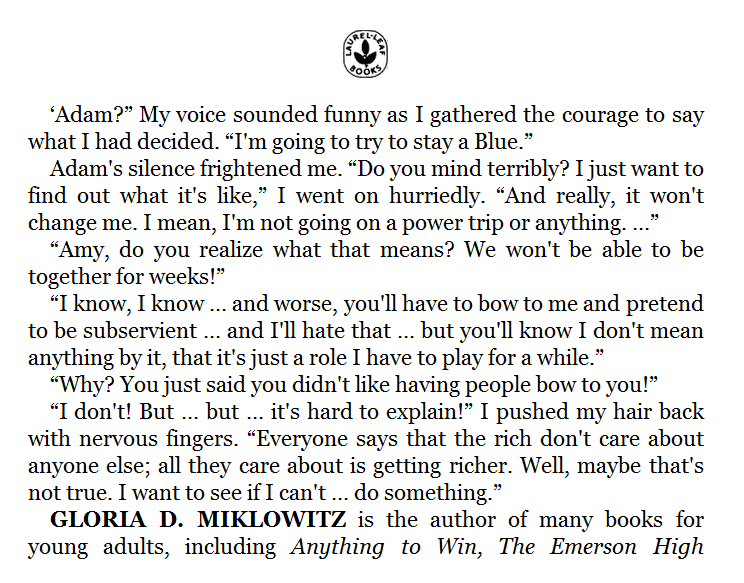 LAUREL-LEAF
BOOKS
‘Adam?” My voice sounded funny as I gathered the courage to say
what I had decided. “I'm going to try to stay a Blue.”
Adam's silence frightened me. “Do you mind terribly? I just want to
find out what it's like,” I went on hurriedly. “And really, it won't
change me. I mean, I'm not going on a power trip or anything. ...”
“Amy, do you realize what that means? We won't be able to be
together for weeks!”
“I know, I know ... and worse, you'll have to bow to me and pretend
to be subservient ... and I'll hate that ... but you'll know I don't mean
anything by it, that it's just a role I have to play for a while.”
“Why? You just said you didn't like having people bow to you!”
“I don't! But ... but ... it's hard to explain!” I pushed my hair back
with nervous fingers. “Everyone says that the rich don't care about
anyone else; all they care about is getting richer. Well, maybe that's
not true. I want to see if I can't ... do something.”
GLORIA D. MIKLOWITZ is the author of many books for
young adults, including Anything to Win, The Emerson High